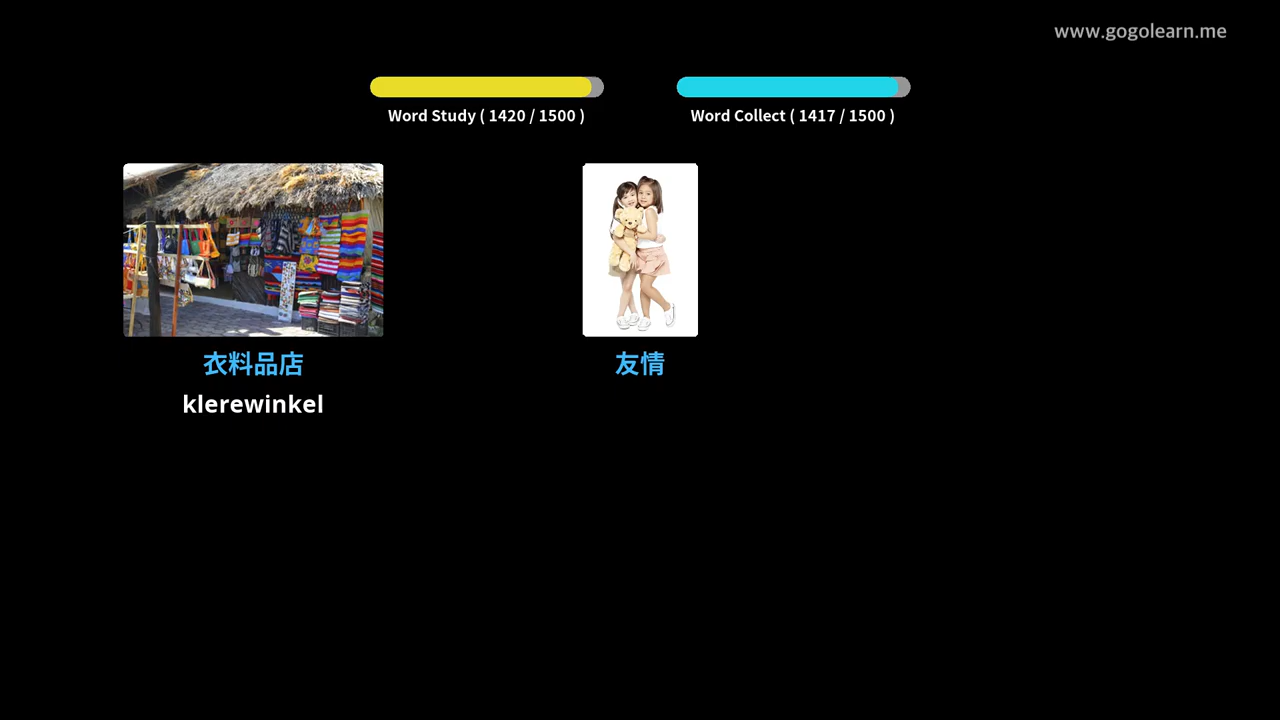 www.gogolearn.me
Word Study ( 1420 / 1500 )
Word Collect ( 1417 / 1500 )
衣料品店
klerewinkel
友情